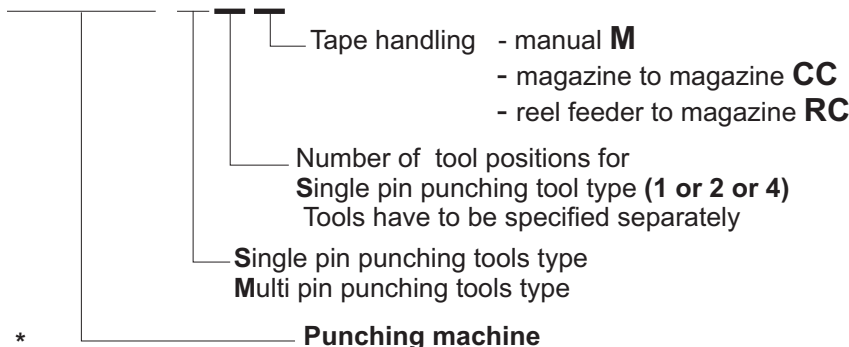 Tape handling - manual M
- magazine to magazine CC
- reel feeder to magazine RC
Number of tool positions for
Single pin punching tool type (1 or 2 or 4)
Tools have to be specified separately
Single pin punching tools type
Multi pin punching tools type
* Punching machine